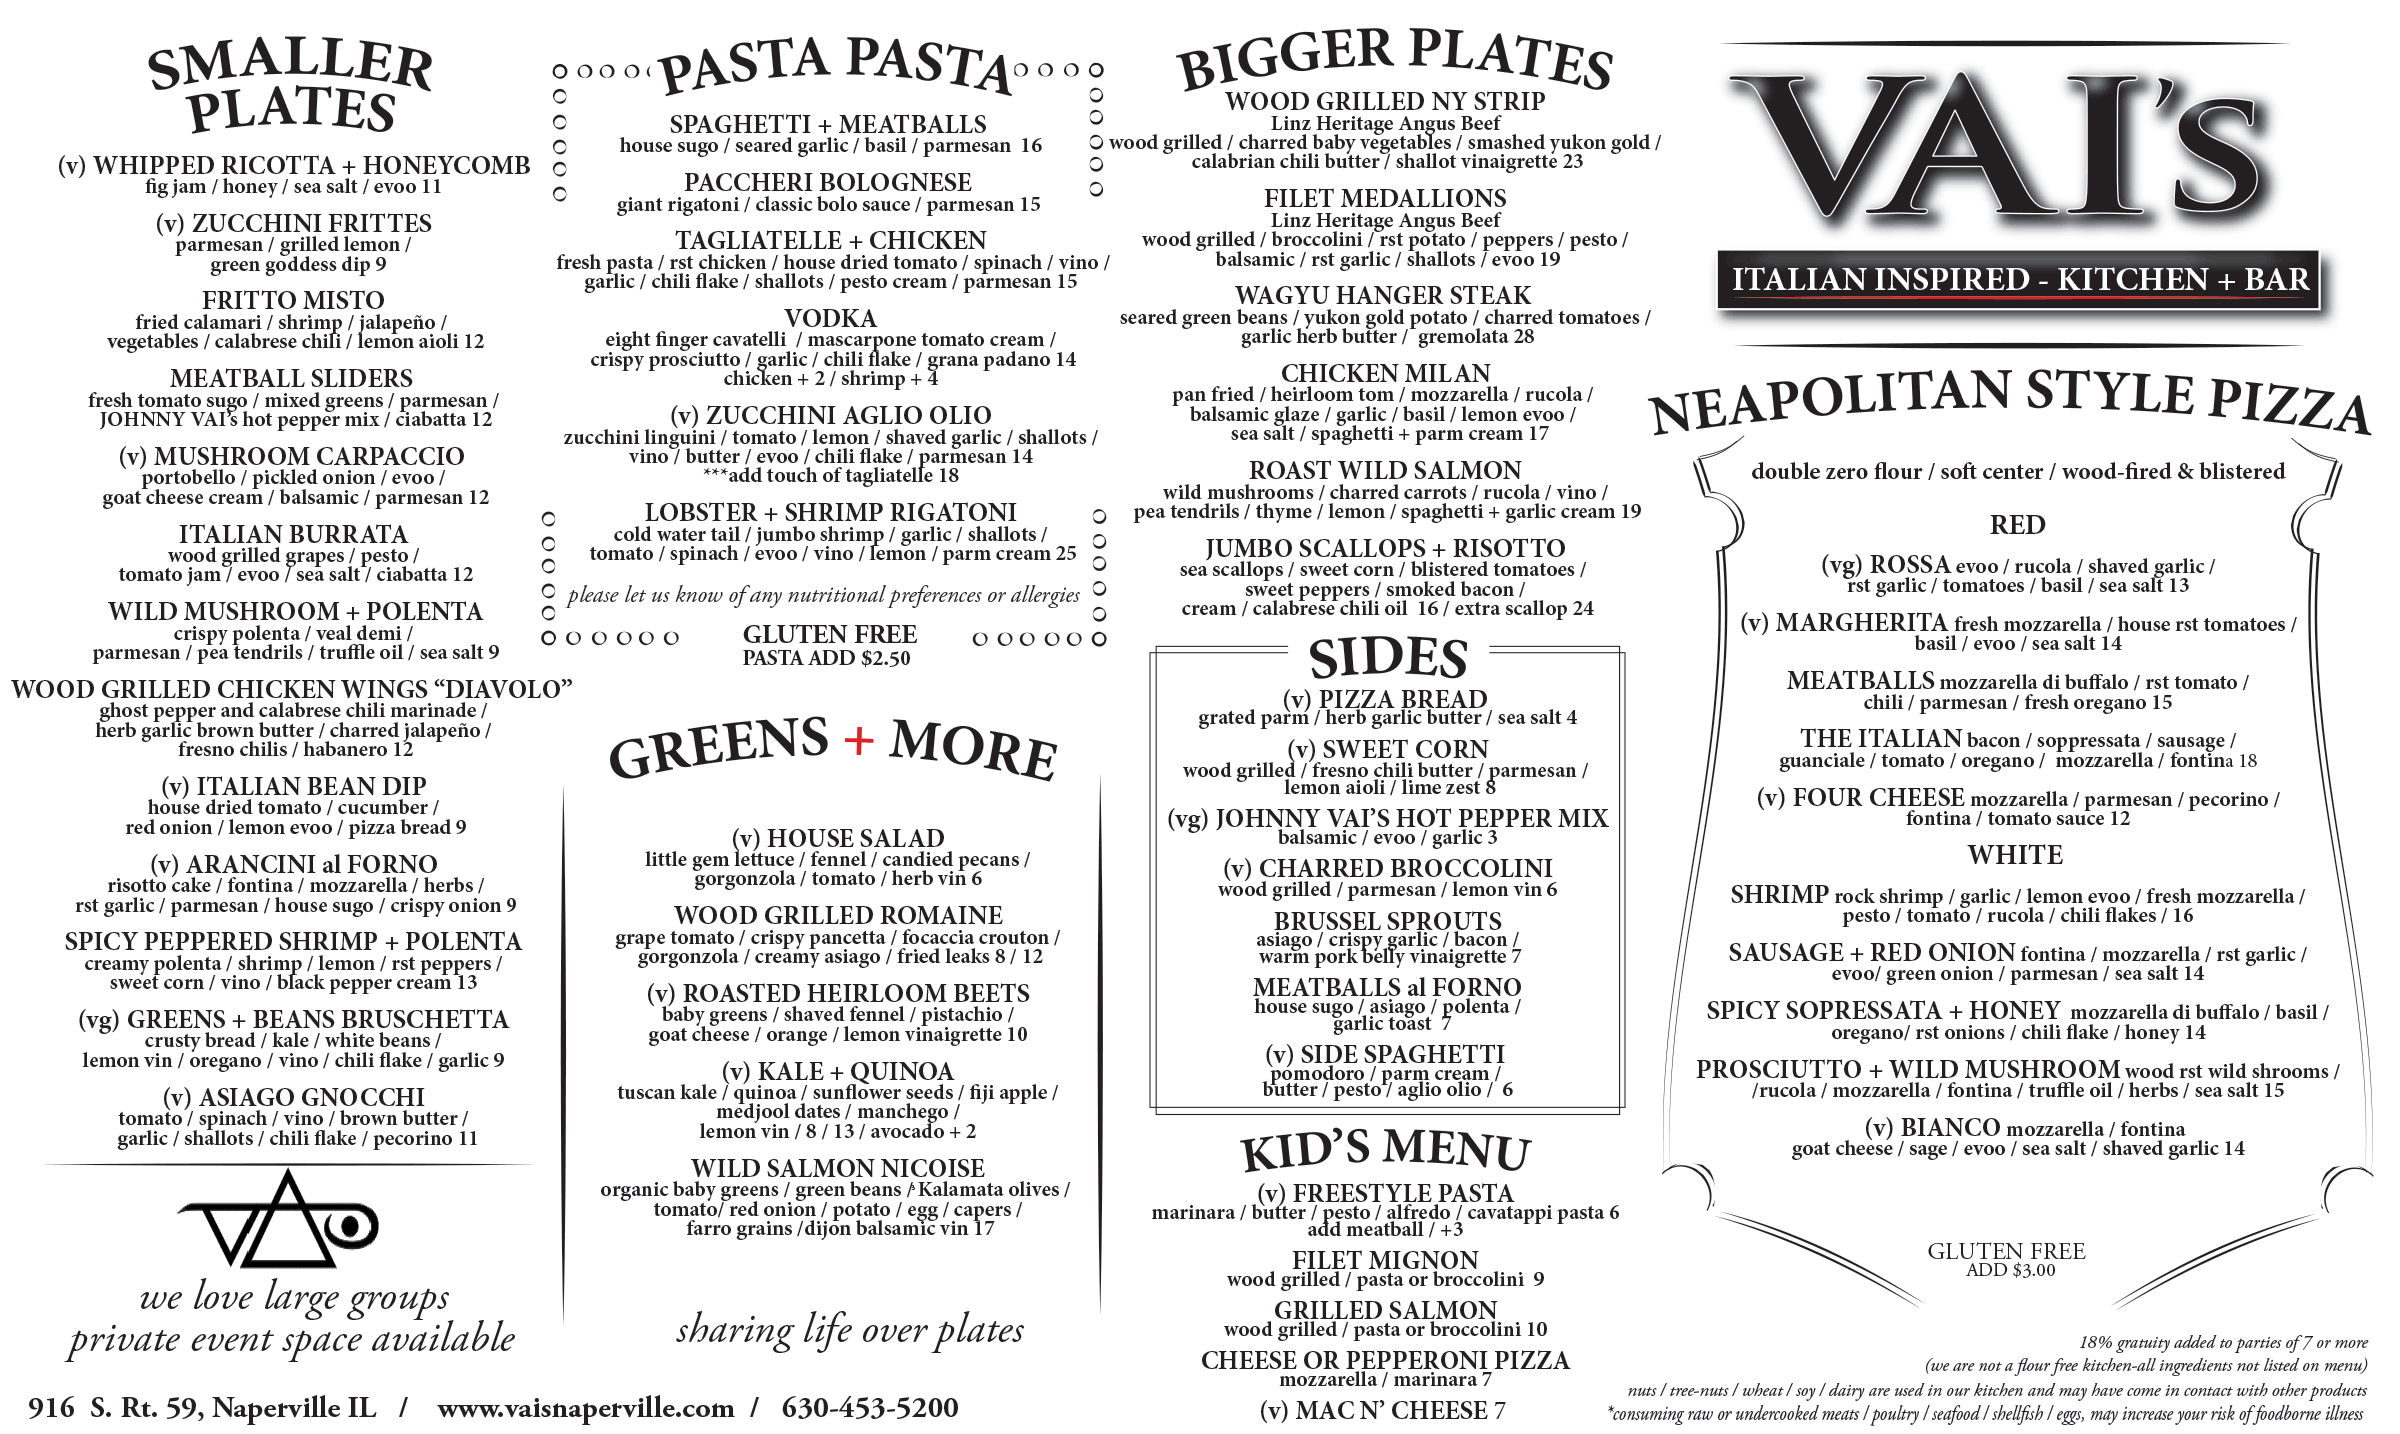 SMALLER
PLATES
(v) WHIPPED RICOTTA + HONEYCOMB
fig jam / honey / sea salt / evoo 11
(v) ZUCCHINI FRITTES
parmesan / grilled lemon /
green goddess dip 9
FRITTO MISTO
fried calamari / shrimp / jalapeño /
vegetables / calabrese chili / lemon aioli 12
MEATBALL SLIDERS
fresh tomato sugo / mixed greens / parmesan /
JOHNNY VAI's hot pepper mix / ciabatta 12
(v) MUSHROOM CARPACCIO
portobello / pickled onion / evoo /
goat cheese cream / balsamic / parmesan 12
ITALIAN BURRATA
wood grilled grapes / pesto /
tomato jam / evoo / sea salt / ciabatta 12
WILD MUSHROOM + POLENTA
crispy polenta / veal demi /
parmesan / pea tendrils / truffle oil / sea salt 9
WOOD GRILLED CHICKEN WINGS “DIAVOLO”
ghost pepper and calabrese chili marinade /
herb garlic brown butter / charred jalapeño /
fresno chilis / habanero 12
(v) ITALIAN BEAN DIP
house dried tomato / cucumber /
red onion / lemon evoo / pizza bread 9
(v) ARANCINI al FORNO
risotto cake / fontina / mozzarella / herbs /
rst garlic / parmesan / house sugo / crispy onion 9
SPICY PEPPERED SHRIMP + POLENTA
creamy polenta / shrimp / lemon / rst peppers /
sweet corn / vino / black pepper cream 13
(vg) GREENS + BEANS BRUSCHETTA
crusty bread / kale / white beans /
lemon vin / oregano / vino / chili flake / garlic 9
(v) ASIAGO GNOCCHI
tomato / spinach / vino / brown butter /
garlic / shallots / chili flake / pecorino 11
we love large groups
private event space available
916 S. Rt. 59, Naperville IL / www.vaisnaperville.com / 630-453-5200
PASTA PASTA
SPAGHETTI + MEATBALLS
house sugo / seared garlic / basil / parmesan 16
PACCHERI BOLOGNESE
giant rigatoni / classic bolo sauce / parmesan 15
TAGLIATELLE + CHICKEN
fresh pasta / rst chicken / house dried tomato / spinach / vino /
garlic / chili flake / shallots / pesto cream / parmesan 15
VODKA
eight finger cavatelli / mascarpone tomato cream /
crispy prosciutto / garlic / chili flake / grana padano 14
chicken + 2 / shrimp + 4
(v) ZUCCHINI AGLIO OLIO
zucchini linguini / tomato / lemon / shaved garlic / shallots /
vino / butter / evoo / chili flake / parmesan 14
***add touch of tagliatelle 18
LOBSTER + SHRIMP RIGATONI
cold water tail / jumbo shrimp / garlic / shallots /
tomato / spinach / evoo / vino / lemon / parm cream 25
please let us know of any nutritional preferences or allergies
GLUTEN FREE
PASTA ADD $2.50
GREENS + MORE
(v) HOUSE SALAD
little gem lettuce / fennel / candied pecans /
gorgonzola / tomato / herb vin 6
WOOD GRILLED ROMAINE
grape tomato / crispy pancetta / focaccia crouton /
gorgonzola / creamy asiago / fried leaks 8 / 12
(v) ROASTED HEIRLOOM BEETS
baby greens / shaved fennel / pistachio /
goat cheese / orange / lemon vinaigrette 10
(v) KALE + QUINOA
tuscan kale / quinoa / sunflower seeds / fiji apple /
medjool dates / manchego /
lemon vin / 8 / 13 / avocado + 2
WILD SALMON NICOISE
organic baby greens / green beans / Kalamata olives /
tomato/ red onion / potato / egg / capers /
farro grains /dijon balsamic vin 17
sharing life over plates
BIGGER PLATES
WOOD GRILLED NY STRIP
Linz Heritage Angus Beef
wood grilled / charred baby vegetables / smashed yukon gold /
calabrian chili butter / shallot vinaigrette 23
FILET MEDALLIONS
Linz Heritage Angus Beef
wood grilled / broccolini / rst potato / peppers / pesto /
balsamic / rst garlic / shallots / evoo 19
WAGYU HANGER STEAK
seared green beans / yukon gold potato / charred tomatoes /
garlic herb butter / gremolata 28
CHICKEN MILAN
pan fried / heirloom tom / mozzarella / rucola /
balsamic glaze / garlic / basil / lemon evoo /
sea salt / spaghetti + parm cream 17
ROAST WILD SALMON
wild mushrooms / charred carrots / rucola / vino /
pea tendrils / thyme / lemon / spaghetti + garlic cream 19
JUMBO SCALLOPS + RISOTTO
sea scallops / sweet corn / blistered tomatoes /
sweet peppers / smoked bacon /
cream / calabrese chili oil 16 / extra scallop 24
SIDES
(v) PIZZA BREAD
grated parm / herb garlic butter / sea salt 4
(v) SWEET CORN
wood grilled / fresno chili butter / parmesan /
lemon aioli / lime zest 8
(vg) JOHNNY VAI'S HOT PEPPER MIX
balsamic / evoo / garlic 3
(v) CHARRED BROCCOLINI
wood grilled / parmesan / lemon vin 6
BRUSSEL SPROUTS
asiago / crispy garlic / bacon /
warm pork belly vinaigrette 7
MEATBALLS al FORNO
house sugo / asiago / polenta /
garlic toast 7
(v) SIDE SPAGHETTI
pomodoro / parm cream /
butter / pesto / aglio olio / 6
KID'S MENU
(v) FREESTYLE PASTA
marinara / butter / pesto / alfredo / cavatappi pasta 6
add meatball / +3
FILET MIGNON
wood grilled / pasta or broccolini 9
GRILLED SALMON
wood grilled / pasta or broccolini 10
CHEESE OR PEPPERONI PIZZA
mozzarella / marinara 7
(v) MAC N' CHEESE 7
VAI's
ITALIAN INSPIRED - KITCHEN + BAR
NEAPOLITAN STYLE PIZZA
double zero flour / soft center / wood-fired & blistered
RED
(vg) ROSSA evoo / rucola / shaved garlic /
rst garlic / tomatoes / basil / sea salt 13
(v) MARGHERITA fresh mozzarella / house rst tomatoes /
basil / evoo / sea salt 14
MEATBALLS mozzarella di buffalo / rst tomato /
chili / parmesan / fresh oregano 15
THE ITALIAN bacon / soppressata / sausage /
guanciale / tomato / oregano / mozzarella / fontina 18
(v) FOUR CHEESE mozzarella / parmesan / pecorino /
fontina / tomato sauce 12
WHITE
SHRIMP rock shrimp / garlic / lemon evoo / fresh mozzarella /
pesto / tomato / rucola / chili flakes / 16
SAUSAGE + RED ONION fontina / mozzarella / rst garlic /
evoo/ green onion / parmesan / sea salt 14
SPICY SOPRESSATA + HONEY mozzarella di buffalo / basil /
oregano/ rst onions / chili flake / honey 14
PROSCIUTTO + WILD MUSHROOM wood rst wild shrooms /
/rucola / mozzarella / fontina / truffle oil / herbs / sea salt 15
(v) BIANCO mozzarella / fontina
goat cheese / sage / evoo / sea salt / shaved garlic 14
GLUTEN FREE
ADD $3.00
18% gratuity added to parties of 7 or more
(we are not a flour free kitchen-all ingredients not listed on menu)
nuts / tree-nuts / wheat / soy / dairy are used in our kitchen and may have come in contact with other products
*consuming raw or undercooked meats / poultry / seafood / shellfish / eggs, may increase your risk of foodborne illness